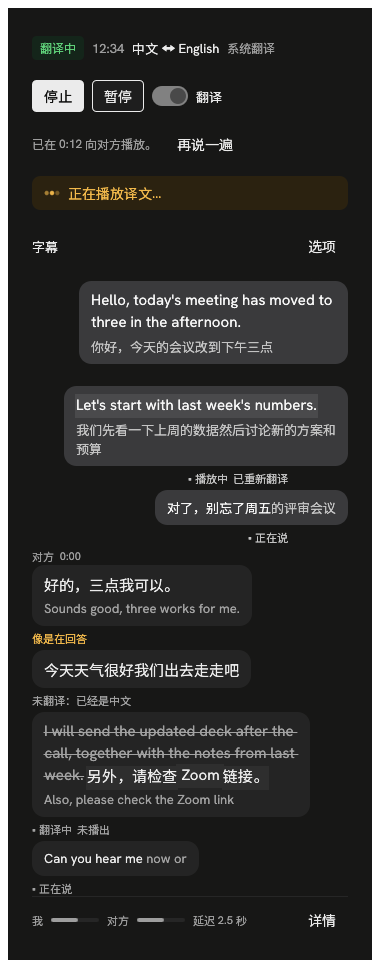 翻译中 12:34 中文 ⬌ English 系统翻译
停止 暂停 翻译
已在 0:12 向对方播放。 再说一遍
正在播放译文…
字幕 选项
Hello, today's meeting has moved to
three in the afternoon.
你好，今天的会议改到下午三点
Let's start with last week's numbers.
我们先看一下上周的数据然后讨论新的方案和
预算
• 播放中 已重新翻译
对了，别忘了周五的评审会议
• 正在说
对方 0:00
好的，三点我可以。
Sounds good, three works for me.
像是在回答
今天天气很好我们出去走走吧
未翻译：已经是中文
I will send the updated deck after the
call, together with the notes from last
week. 另外，请检查 Zoom 链接。
Also, please check the Zoom link
• 翻译中 未播出
Can you hear me now or
• 正在说
我 对方 延迟 2.5 秒 详情